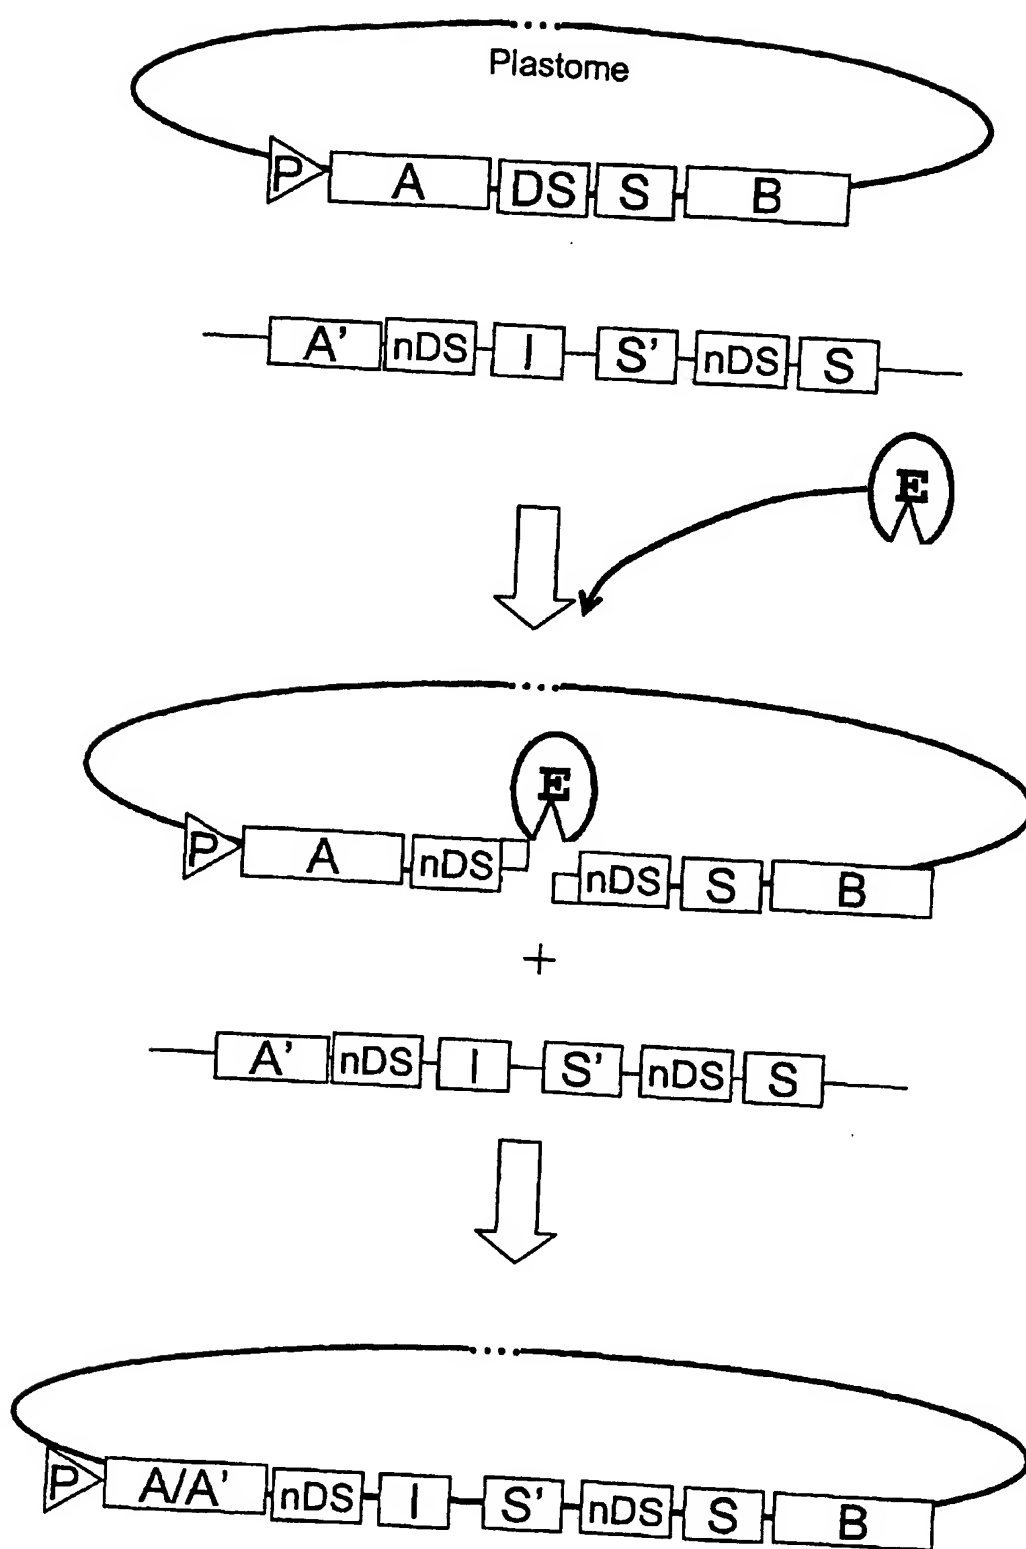 Plastome
P A DS S B
A' nDS I S' nDS S
E
E
P A nDS nDS S B
+
A' nDS I S' nDS S
P A/A' nDS I S' nDS S B